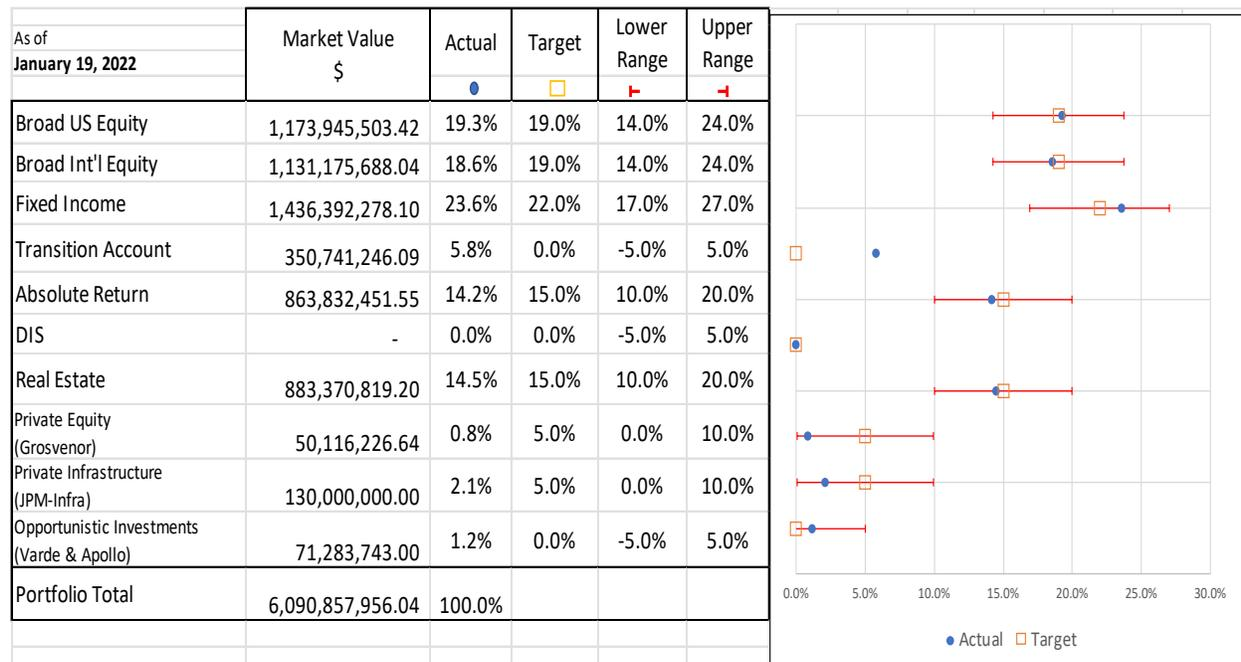 As of
January 19, 2022
Market Value
$
Actual
Target
Lower
Range
Upper
Range
Broad US Equity 1,173,945,503.42 19.3% 19.0% 14.0% 24.0%
Broad Int'l Equity 1,131,175,688.04 18.6% 19.0% 14.0% 24.0%
Fixed Income 1,436,392,278.10 23.6% 22.0% 17.0% 27.0%
Transition Account 350,741,246.09 5.8% 0.0% -5.0% 5.0%
Absolute Return 863,832,451.55 14.2% 15.0% 10.0% 20.0%
DIS - 0.0% 0.0% -5.0% 5.0%
Real Estate 883,370,819.20 14.5% 15.0% 10.0% 20.0%
Private Equity
(Grosvenor) 50,116,226.64 0.8% 5.0% 0.0% 10.0%
Private Infrastructure
(JPM-Infra) 130,000,000.00 2.1% 5.0% 0.0% 10.0%
Opportunistic Investments
(Varde & Apollo) 71,283,743.00 1.2% 0.0% -5.0% 5.0%
Portfolio Total 6,090,857,956.04 100.0%
0.0% 5.0% 10.0% 15.0% 20.0% 25.0% 30.0%
Actual Target